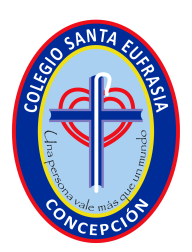 COLEGIO SANTA EUFRASIA
Una persona vale más que un mundo
CONCEPCIÓN